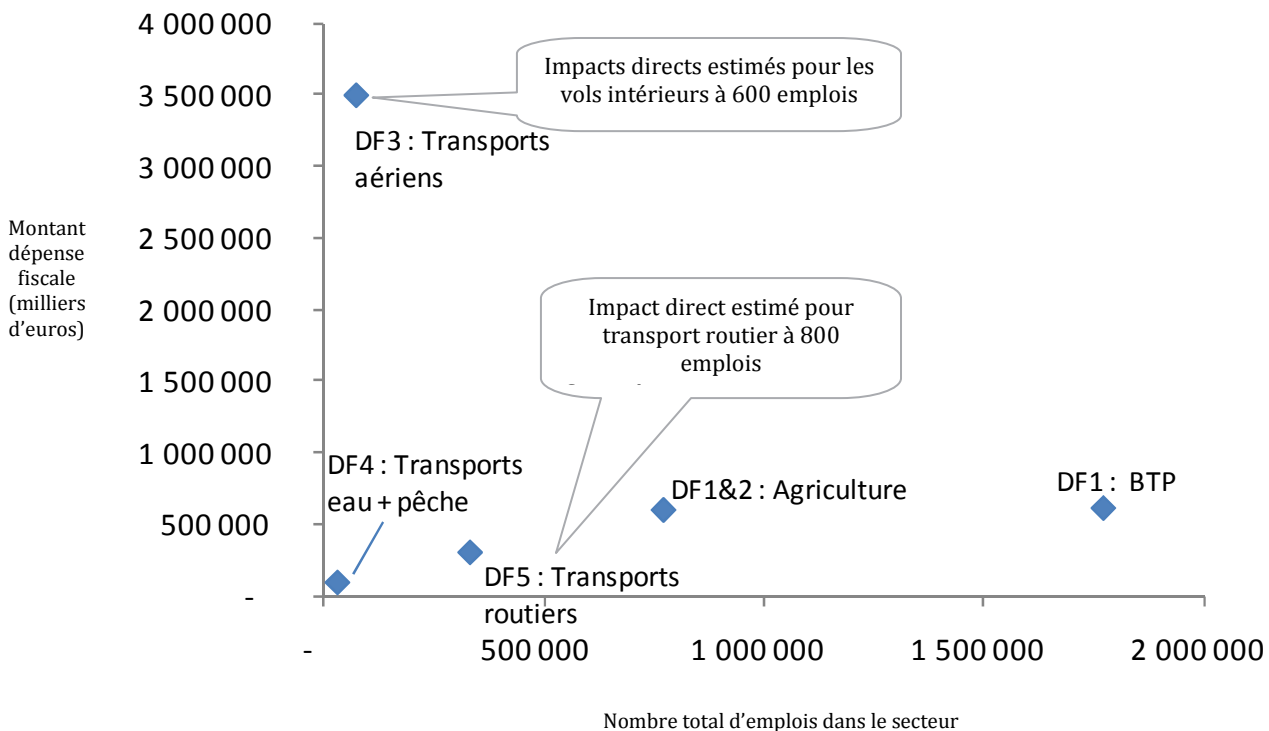 4 000 000
Impacts directs estimés pour les
vols intérieurs à 600 emplois
3 500 000
DF3 : Transports
aériens
3 000 000
Montant
dépense
fiscale
(milliers
d'euros)
2 500 000
2 000 000
Impact direct estimé pour
transport routier à 800
emplois
1 500 000
1 000 000
DF4 : Transports
eau + pêche
DF1&2 : Agriculture
DF1 : BTP
500 000
DF5 : Transports
routiers
-
-
500 000
1 000 000
1 500 000
2 000 000
Nombre total d'emplois dans le secteur